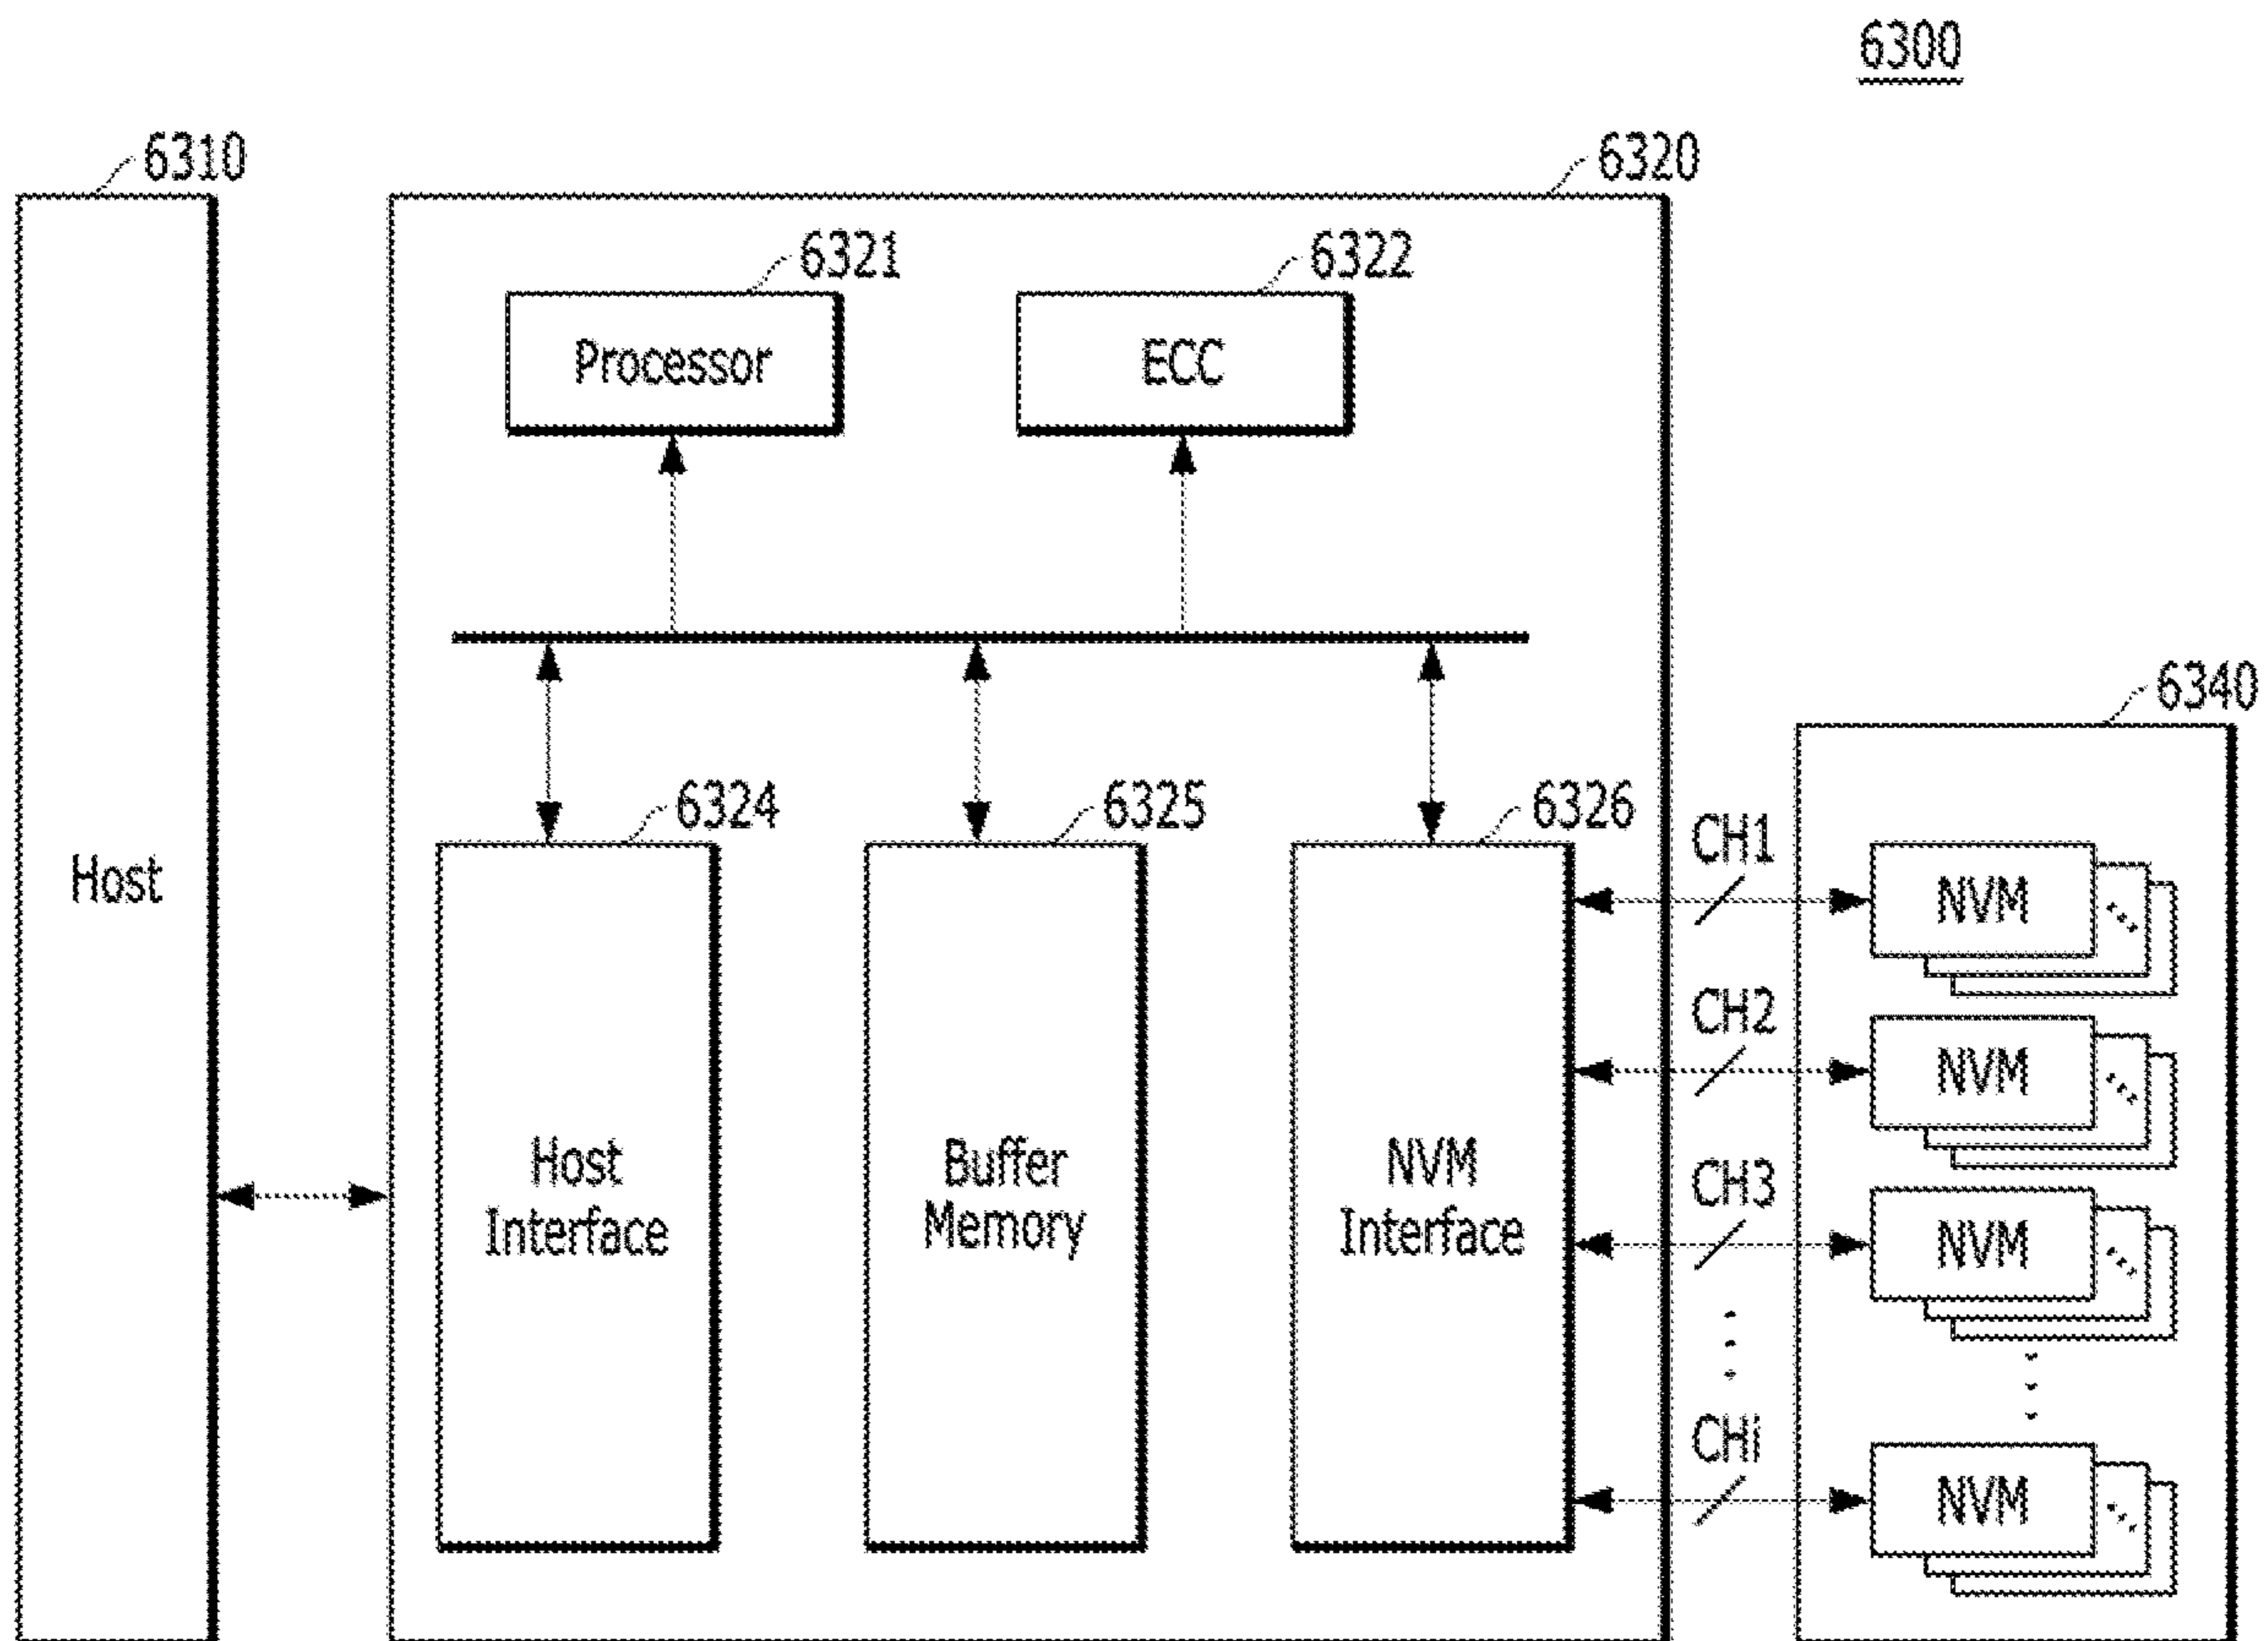 6300
6310
6320
6321
6322
Processor
ECC
6340
6324
6325
6326
CH1
Host
NVM
CH2
NVM
Host
Interface
Buffer
Memory
NVM
Interface
CH3
NVM
CHi
NVM